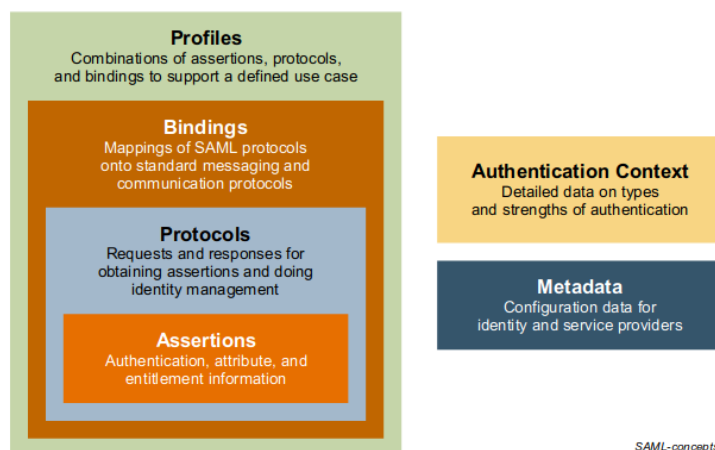 Profiles
Combinations of assertions, protocols,
and bindings to support a defined use case
Bindings
Mappings of SAML protocols
onto standard messaging and
communication protocols
Protocols
Requests and responses for
obtaining assertions and doing
identity management
Assertions
Authentication, attribute, and
entitlement information
Authentication Context
Detailed data on types
and strengths of authentication
Metadata
Configuration data for
identity and service providers
SAML-concepts